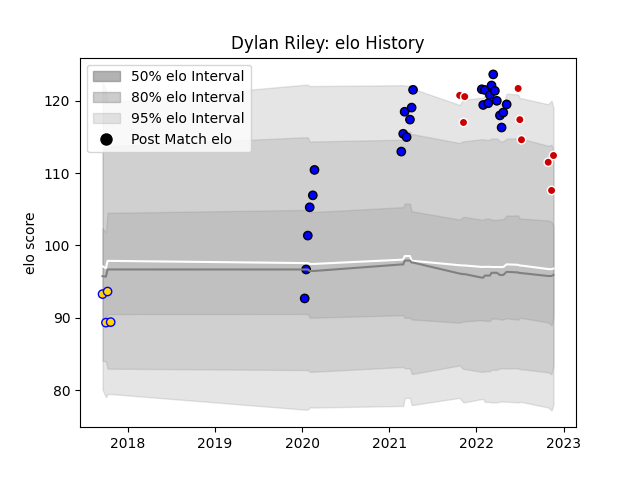 Dylan Riley: elo History
50% elo Interval
80% elo Interval
95% elo Interval
Post Match elo
elo score
120
110
100
90
80
2018
2019
2020
2021
2022
2023